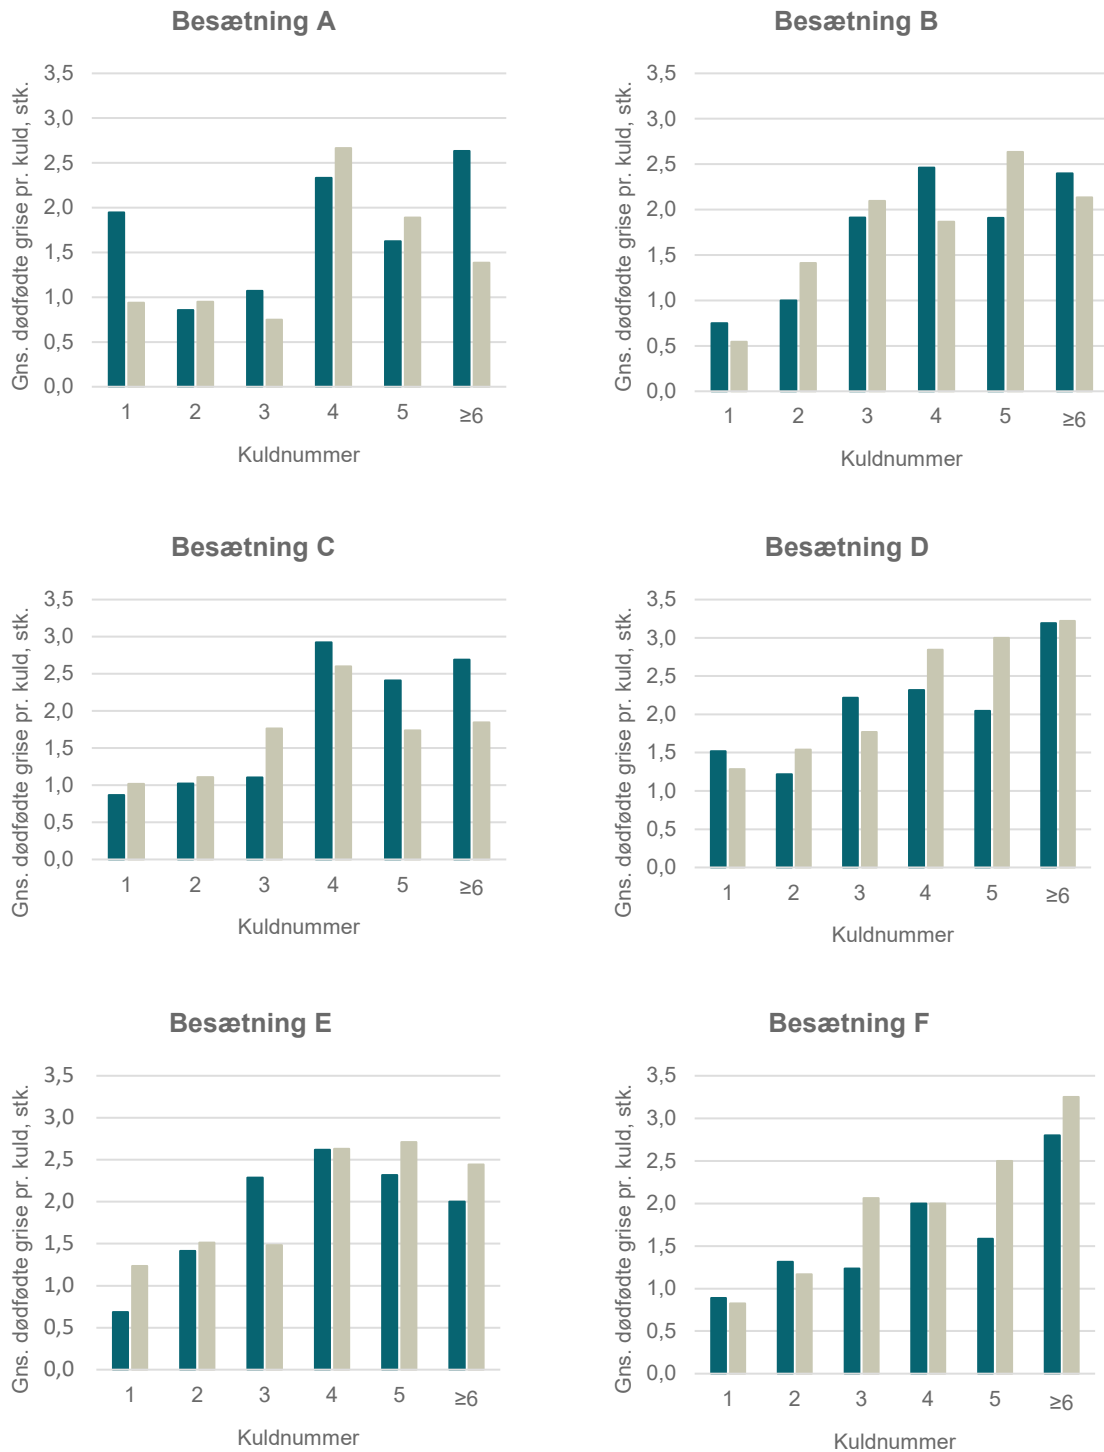 Besætning A
Gns. dødfødte grise pr. kuld, stk.
3,5
3,0
2,5
2,0
1,5
1,0
0,5
0,0
1 2 3 4 5 ≥6
Kuldnummer
Besætning B
Gns. dødfødte grise pr. kuld, stk.
3,5
3,0
2,5
2,0
1,5
1,0
0,5
0,0
1 2 3 4 5 ≥6
Kuldnummer
Besætning C
Gns. dødfødte grise pr. kuld, stk.
3,5
3,0
2,5
2,0
1,5
1,0
0,5
0,0
1 2 3 4 5 ≥6
Kuldnummer
Besætning D
Gns. dødfødte grise pr. kuld, stk.
3,5
3,0
2,5
2,0
1,5
1,0
0,5
0,0
1 2 3 4 5 ≥6
Kuldnummer
Besætning E
Gns. dødfødte grise pr. kuld, stk.
3,5
3,0
2,5
2,0
1,5
1,0
0,5
0,0
1 2 3 4 5 ≥6
Kuldnummer
Besætning F
Gns. dødfødte grise pr. kuld, stk.
3,5
3,0
2,5
2,0
1,5
1,0
0,5
0,0
1 2 3 4 5 ≥6
Kuldnummer